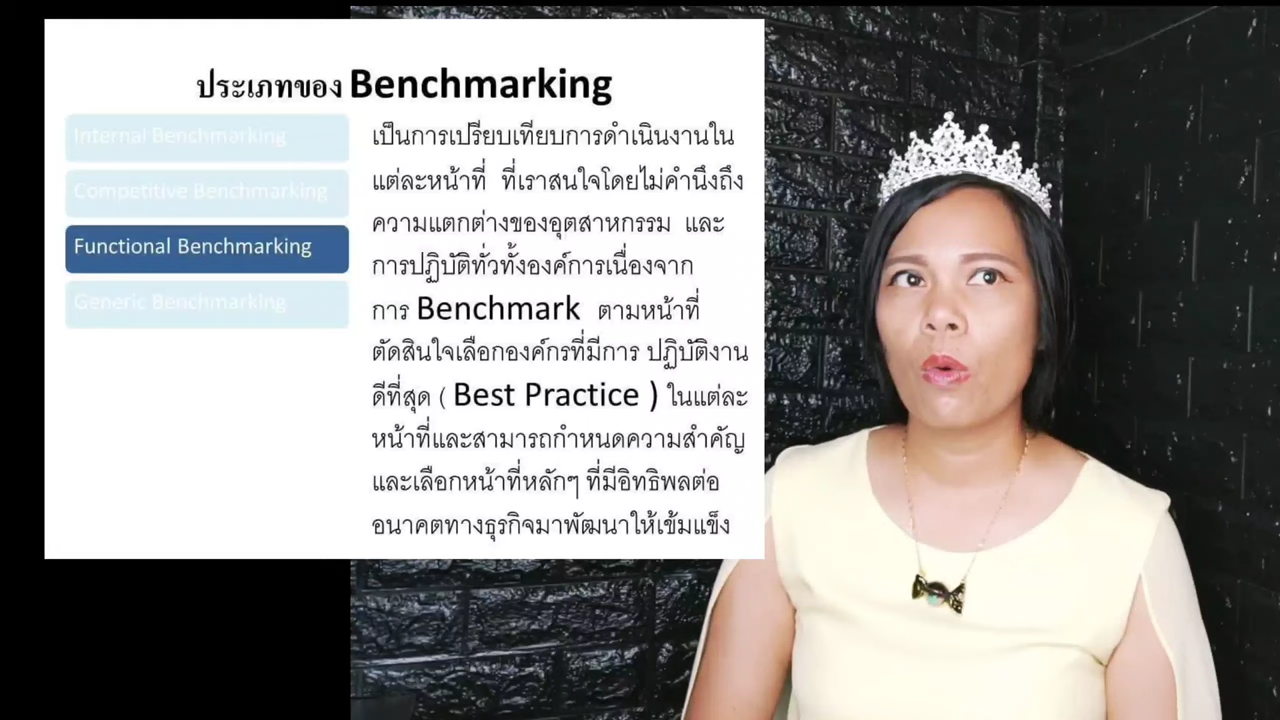 ประเภทของ Benchmarking
Internal Benchmarking
Competitive Benchmarking
Functional Benchmarking
Generic Benchmarking
เป็นการเปรียบเทียบการดำเนินงานใน
แต่ละหน้าที่ ที่เราสนใจโดยไม่คำนึงถึง
ความแตกต่างของอุตสาหกรรม และ
การปฏิบัติทั่วทั้งองค์การเนื่องจาก
การ Benchmark ตามหน้าที่
ตัดสินใจเลือกองค์กรที่มีการ ปฏิบัติงาน
ดีที่สุด ( Best Practice ) ในแต่ละ
หน้าที่และสามารถกำหนดความสำคัญ
และเลือกหน้าที่หลักๆ ที่มีอิทธิพลต่อ
อนาคตทางธุรกิจมาพัฒนาให้เข้มแข็ง